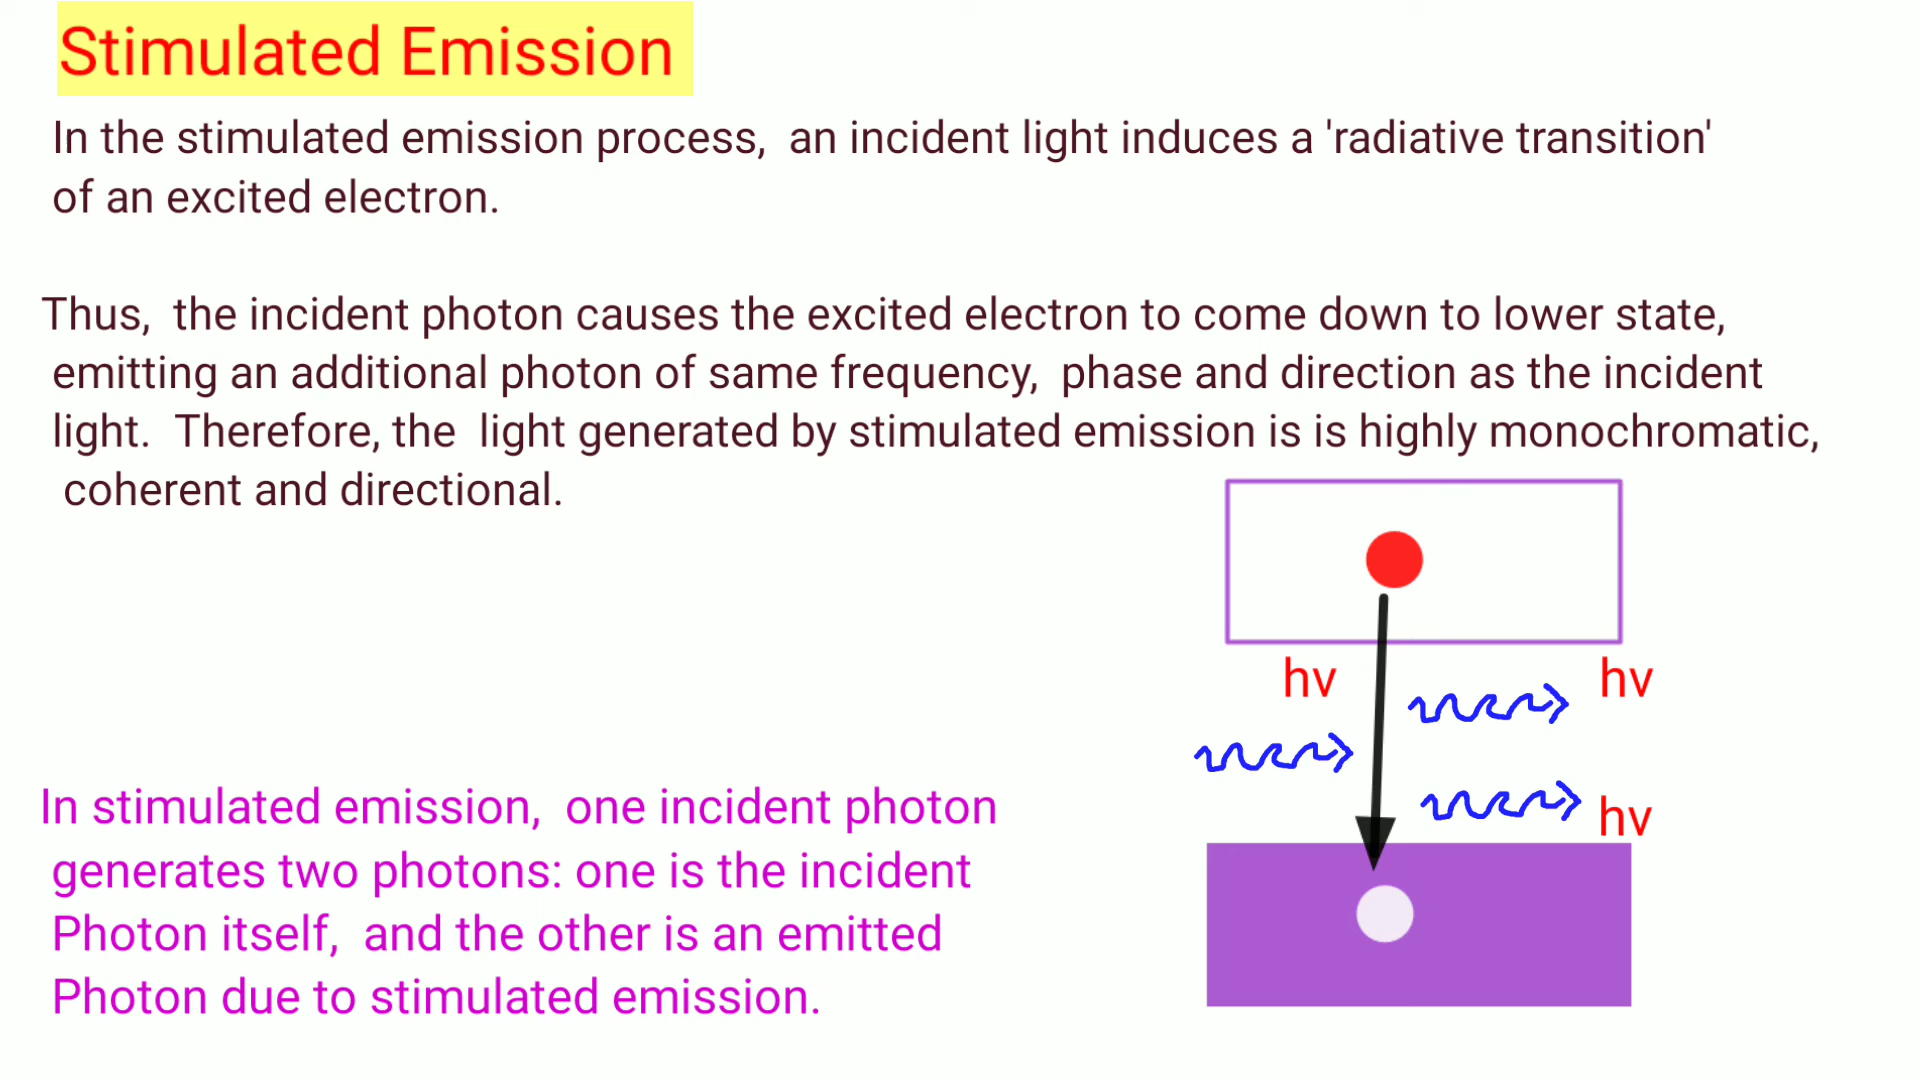 Stimulated Emission
In the stimulated emission process, an incident light induces a 'radiative transition'
of an excited electron.
Thus, the incident photon causes the excited electron to come down to lower state,
emitting an additional photon of same frequency, phase and direction as the incident
light. Therefore, the light generated by stimulated emission is is highly monochromatic,
coherent and directional.
hv
hv
hv
In stimulated emission, one incident photon
generates two photons: one is the incident
Photon itself, and the other is an emitted
Photon due to stimulated emission.